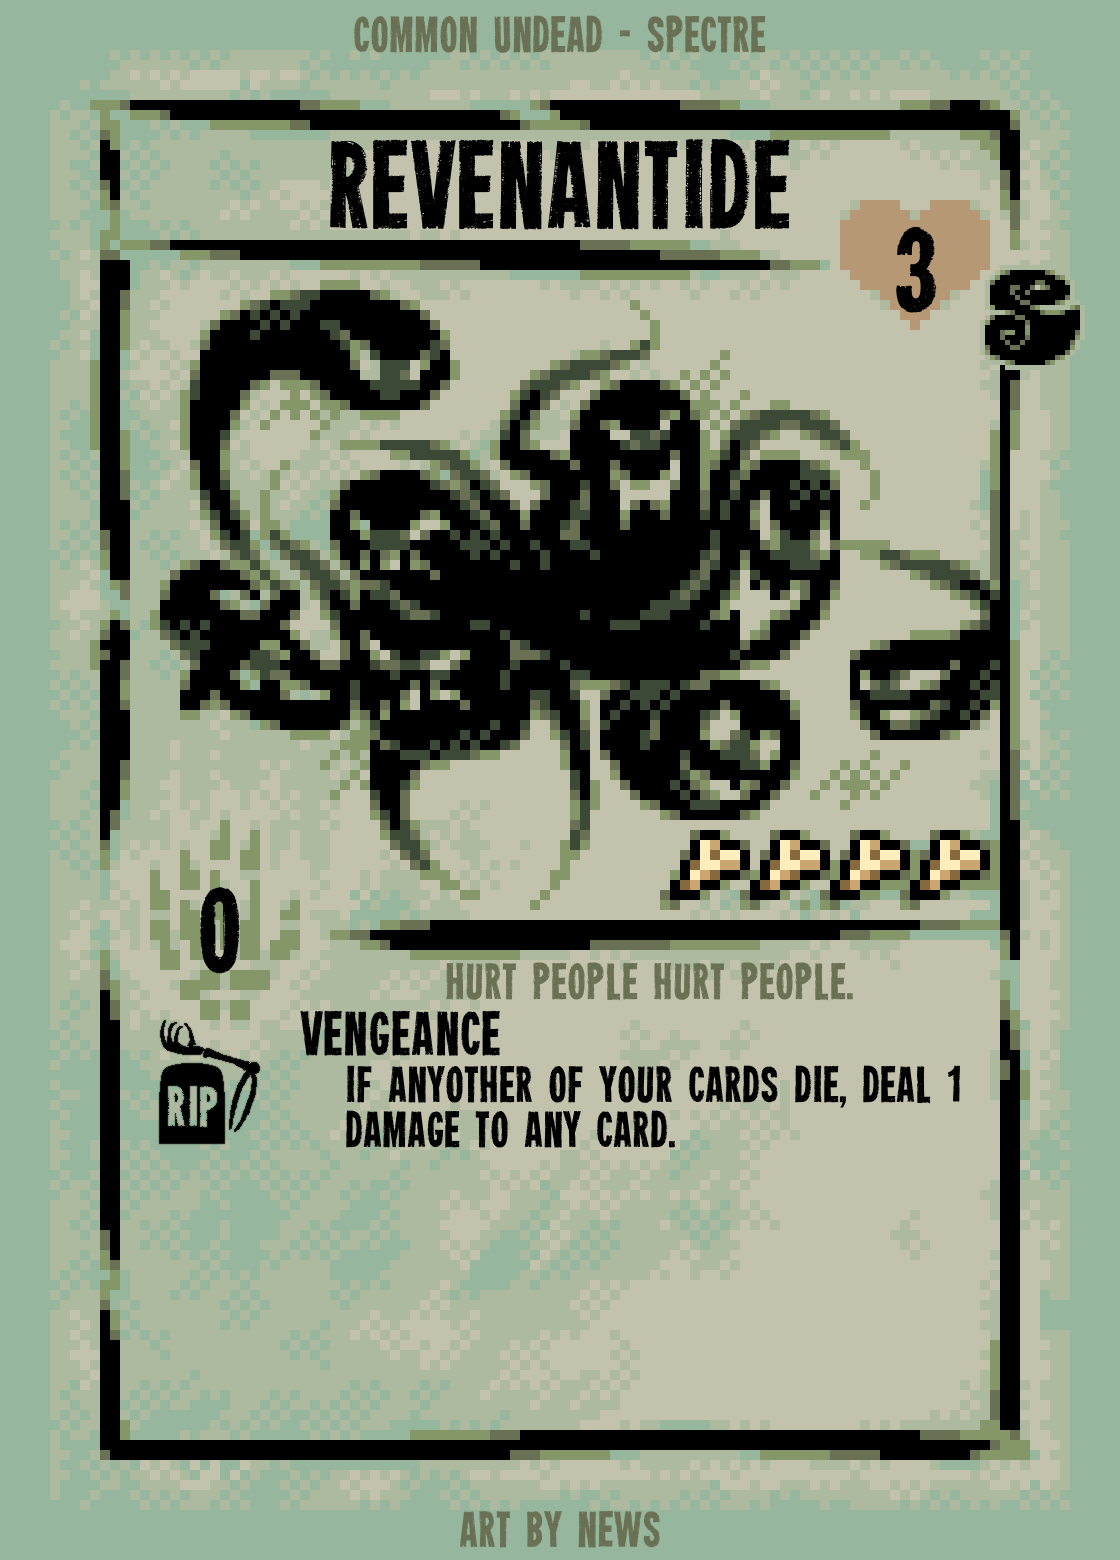 COMMON UNDEAD - SPECTRE
REVENANTIDE
3
0
HURT PEOPLE HURT PEOPLE.
VENGEANCE
RIP
IF ANYOTHER OF YOUR CARDS DIE, DEAL 1
DAMAGE TO ANY CARD.
ART BY NEWS